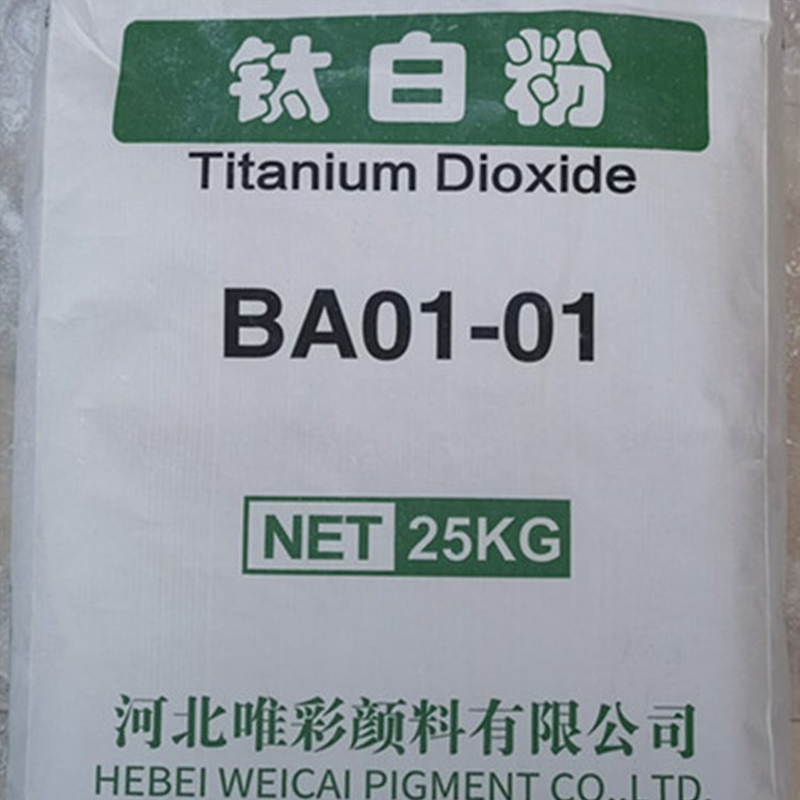 钛白粉
Titanium Dioxide
BA01-01
NET 25KG
河北唯彩颜料有限公司
HEBEI WEICAI PIGMENT CO.,LTD.